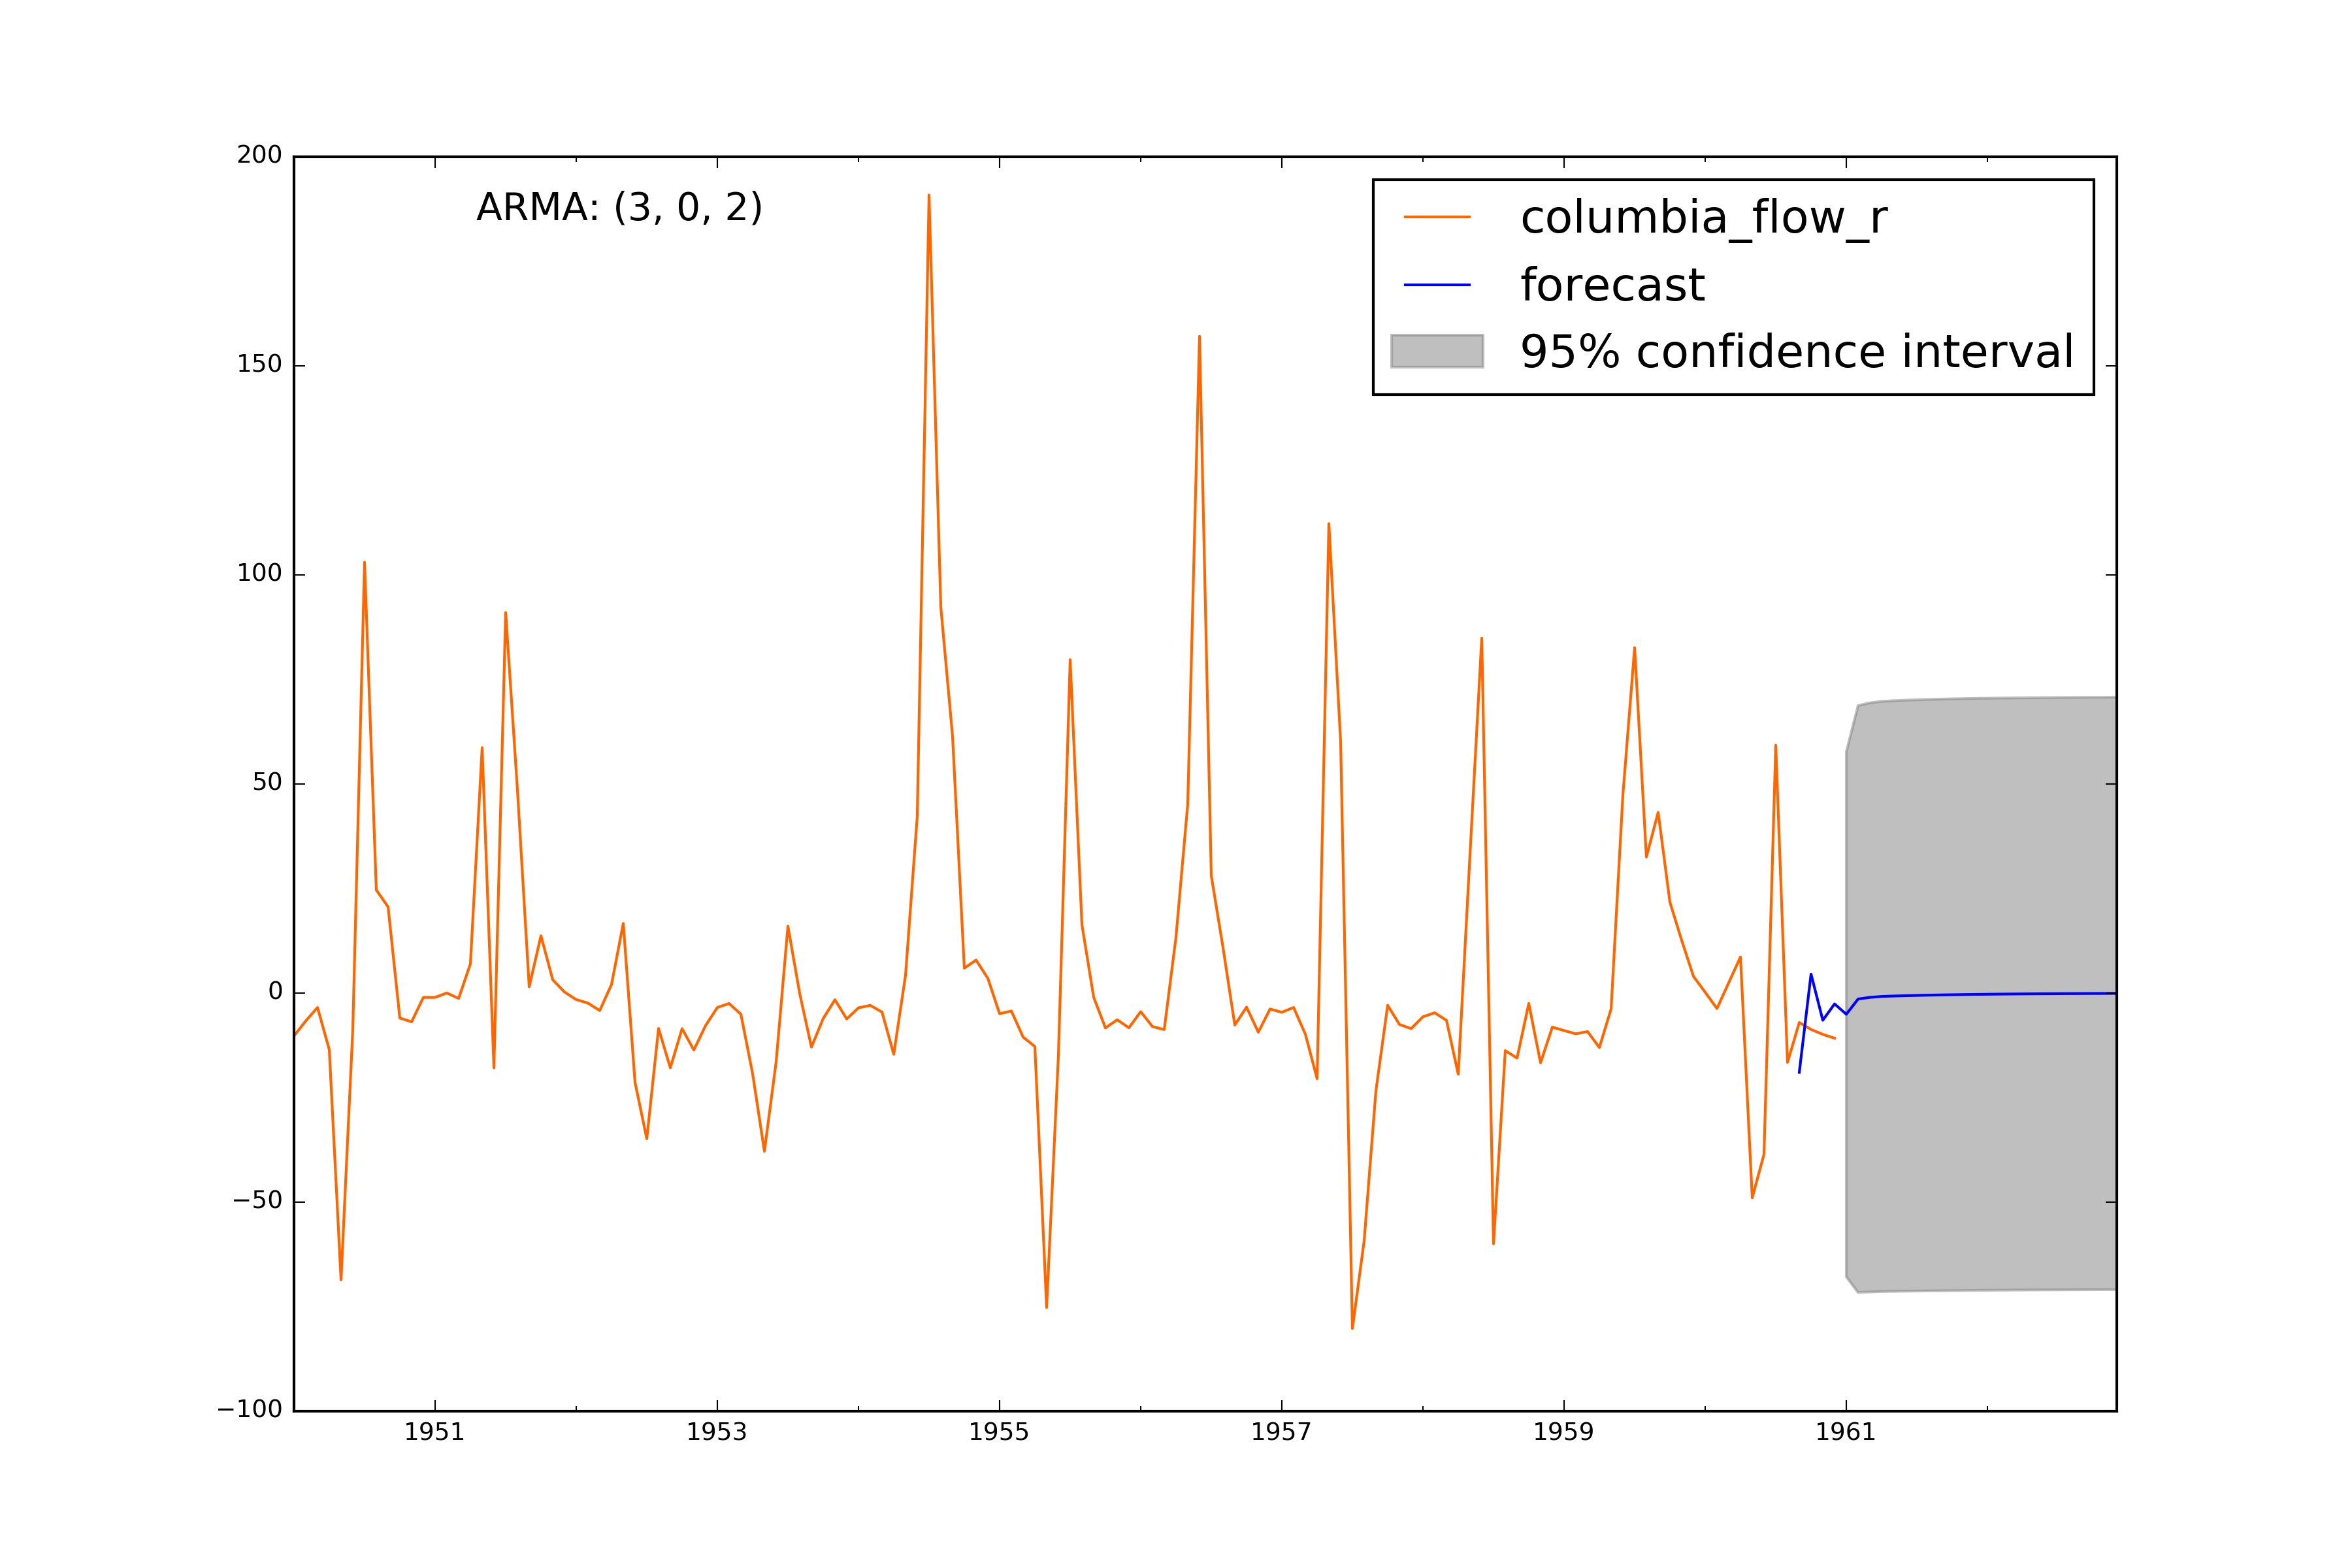 ARMA: (3, 0, 2)
columbia_flow_r
forecast
95% confidence interval
200
150
100
50
0
−50
−100
1951 1953 1955 1957 1959 1961